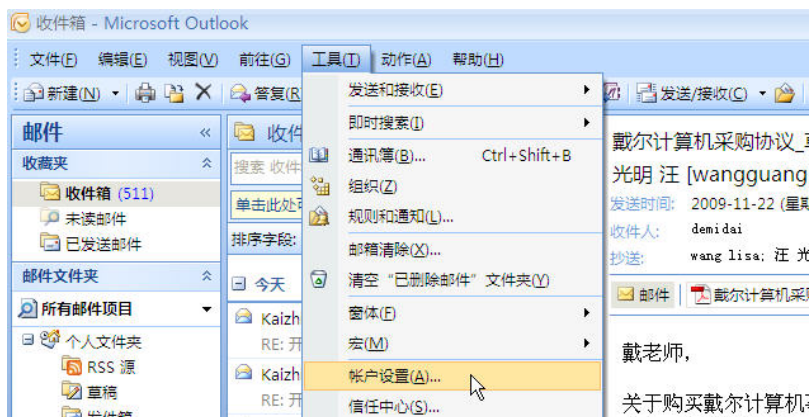 收件箱 - Microsoft Outlook
文件(F) 编辑(E) 视图(V) 前往(G) 工具(T) 动作(A) 帮助(H)
新建(N) 答复(R 发送/接收(C)
邮件
收藏夹
收件箱 (511)
未读邮件
已发送邮件
邮件文件夹
所有邮件项目
个人文件夹
RSS 源
草稿
发件箱
收件
搜索 收件
单击此处
排序字段:
今天
Kaizh
RE: 开
Kaizh
RE: 开
发送和接收(E)
即时搜索(I)
通讯簿(B)... Ctrl+Shift+B
组织(Z)
规则和通知(L)...
邮箱清除(X)...
清空“已删除邮件”文件夹(Y)
窗体(F)
宏(M)
帐户设置(A)...
信任中心(S)...
戴尔计算机采购协议_
光明 汪 [wangguang
发送时间: 2009-11-22 (星期
收件人: demidai
抄送: wang lisa; 汪 光
邮件 戴尔计算机采购
戴老师,
关于购买戴尔计算机